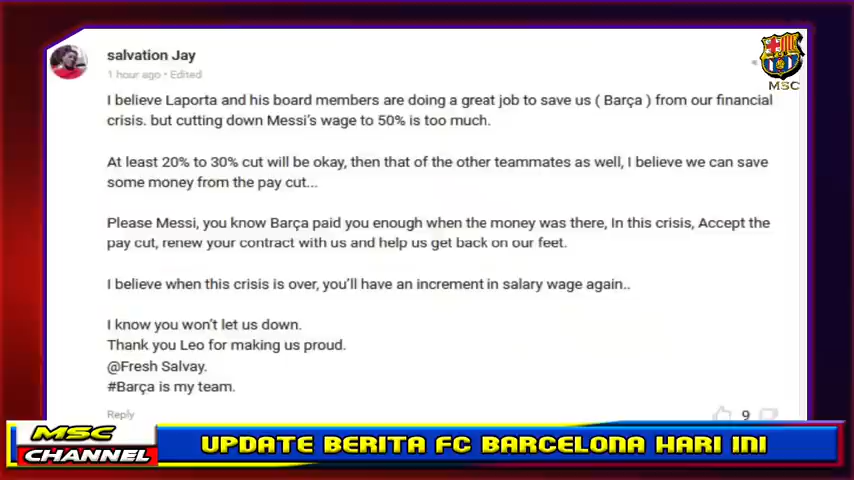 salvation Jay
1 hour ago • Edited
MSC
I believe Laporta and his board members are doing a great job to save us ( Barça ) from our financial
crisis. but cutting down Messi's wage to 50% is too much.
At least 20% to 30% cut will be okay, then that of the other teammates as well, I believe we can save
some money from the pay cut...
Please Messi, you know Barça paid you enough when the money was there, In this crisis, Accept the
pay cut, renew your contract with us and help us get back on our feet.
I believe when this crisis is over, you'll have an increment in salary wage again..
I know you won't let us down.
Thank you Leo for making us proud.
@Fresh Salvay.
#Barça is my team.
Reply
9
MSC
CHANNEL
UPDATE BERITA FC BARCELONA HARI INI